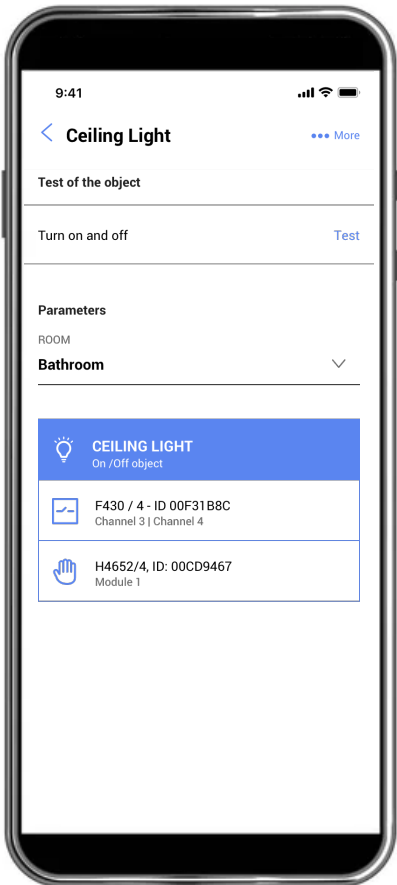 9:41
Ceiling Light
More
Test of the object
Turn on and off
Test
Parameters
ROOM
Bathroom
CEILING LIGHT
On /Off object
F430 / 4 - ID 00F31B8C
Channel 3 | Channel 4
H4652/4, ID: 00CD9467
Module 1